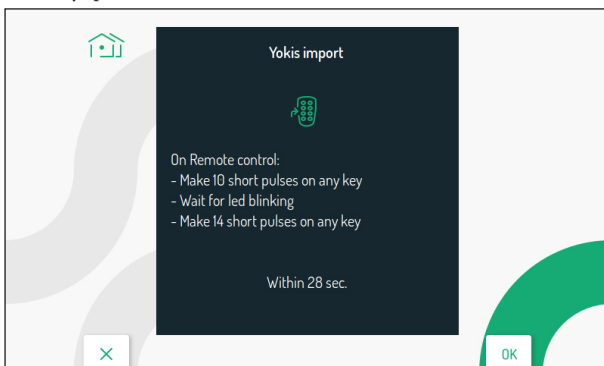 Yokis import
On Remote control:
- Make 10 short pulses on any key
- Wait for led blinking
- Make 14 short pulses on any key
Within 28 sec.
OK